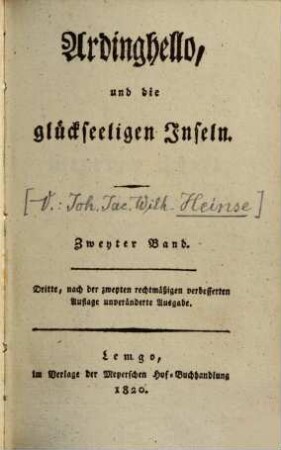 Ardinghello,
und die
glückseeligen Inseln.
[V.: Joh. Jac. Wilh. Heinse]
Zweyter Band.
Dritte, nach der zweyten rechtmäßigen verbesserten
Auflage unveränderte Ausgabe.
Lemgo,
im Verlage der Meyerschen Hof-Buchhandlung
1820.